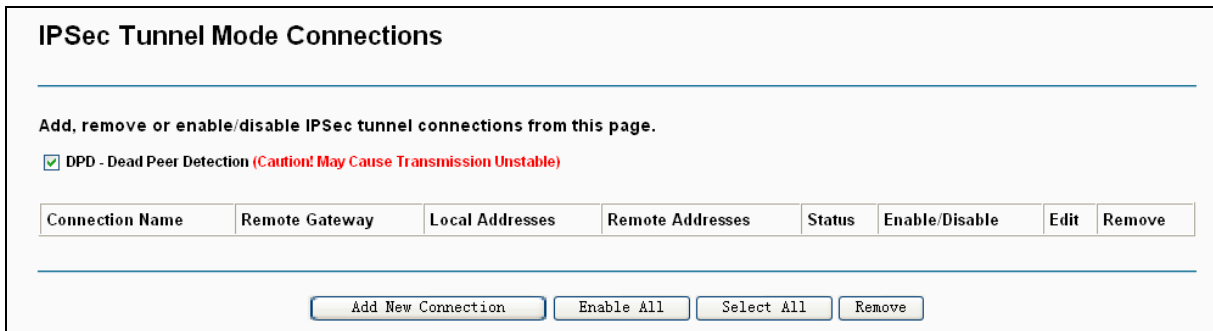 IPSec Tunnel Mode Connections
Add, remove or enable/disable IPSec tunnel connections from this page.
DPD - Dead Peer Detection (Caution! May Cause Transmission Unstable)
Connection Name Remote Gateway Local Addresses Remote Addresses Status Enable/Disable Edit Remove
Add New Connection Enable All Select All Remove